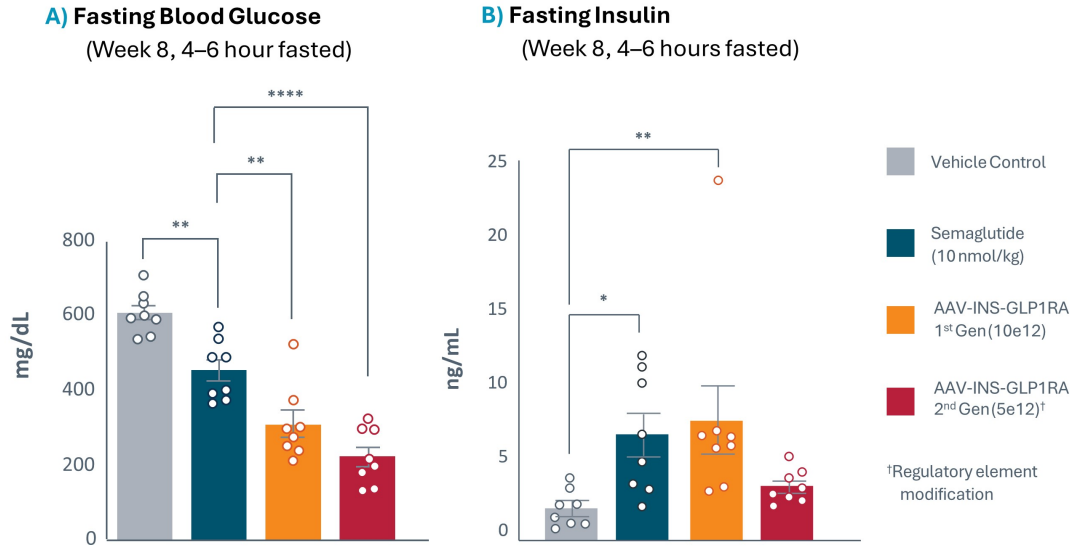 A) Fasting Blood Glucose
(Week 8, 4–6 hour fasted)
****
**
**
800
600
400
200
0
mg/dL
B) Fasting Insulin
(Week 8, 4–6 hours fasted)
**
*
25
20
15
10
5
0
ng/mL
Vehicle Control
Semaglutide
(10 nmol/kg)
AAV-INS-GLP1RA
1st Gen (10e12)
AAV-INS-GLP1RA
2nd Gen (5e12)†
†Regulatory element
modification